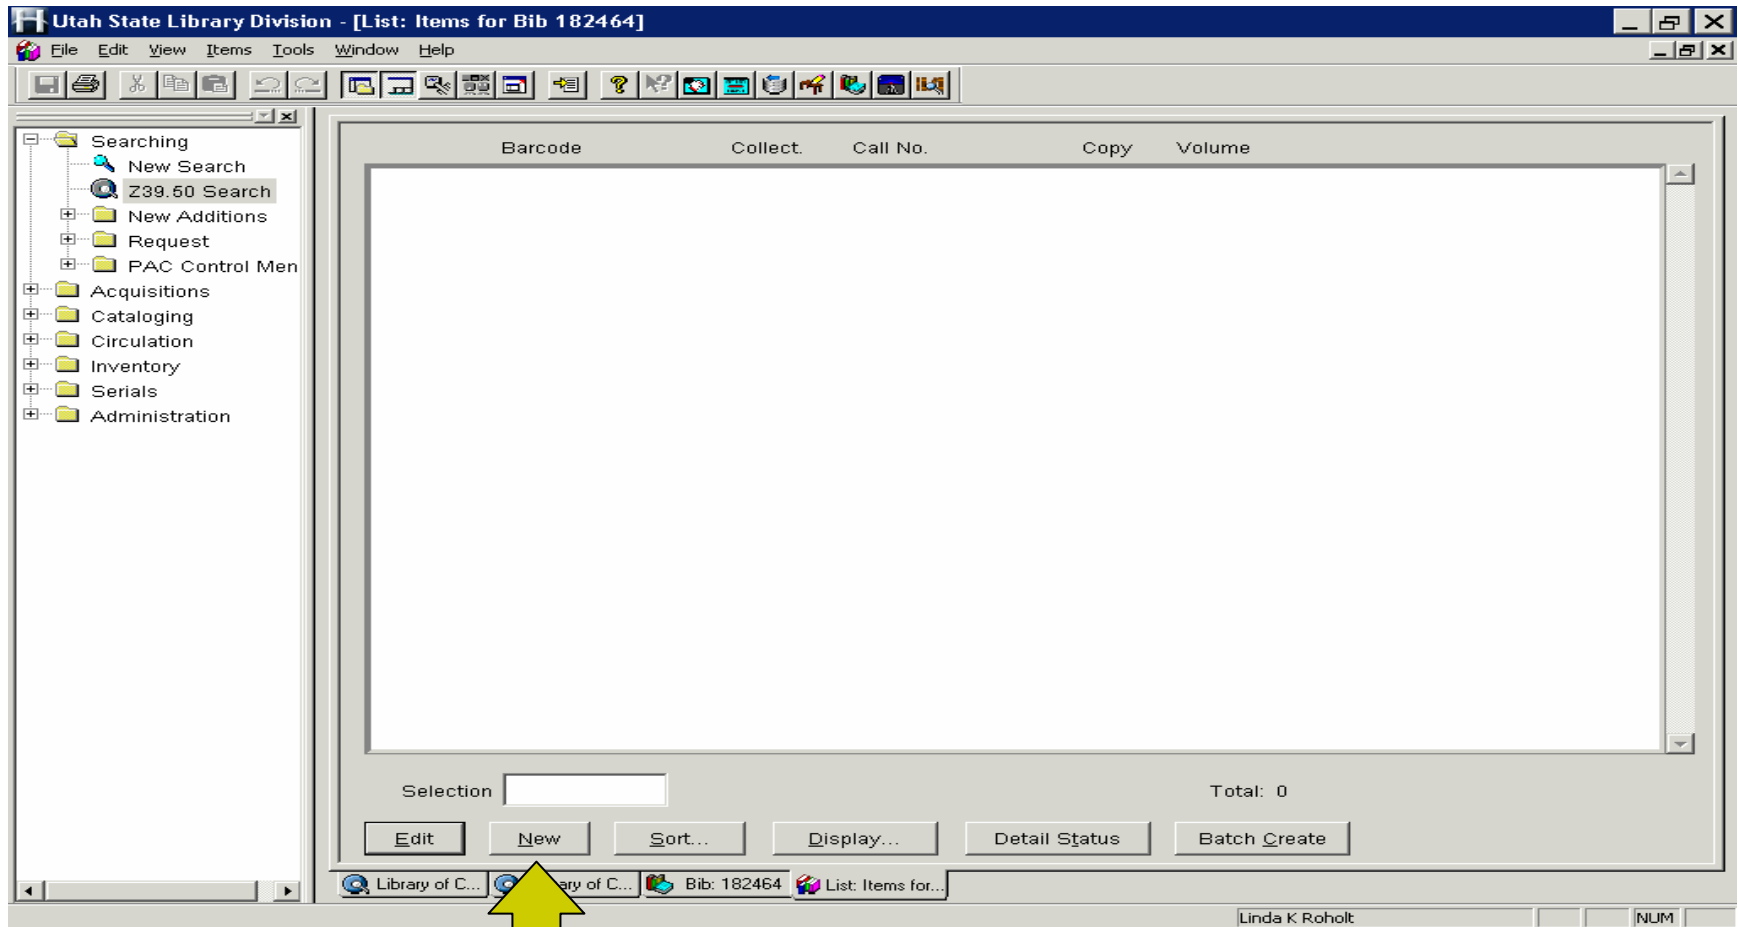 Utah State Library Division - [List: Items for Bib 182464]
File Edit View Items Tools Window Help
Searching
New Search
Z39.50 Search
New Additions
Request
PAC Control Men
Acquisitions
Cataloging
Circulation
Inventory
Serials
Administration
Barcode Collect. Call No. Copy Volume
Selection Total: 0
Edit New Sort... Display... Detail Status Batch Create
Library of C... ary of C... Bib: 182464 List: Items for...
Linda K Roholt NUM